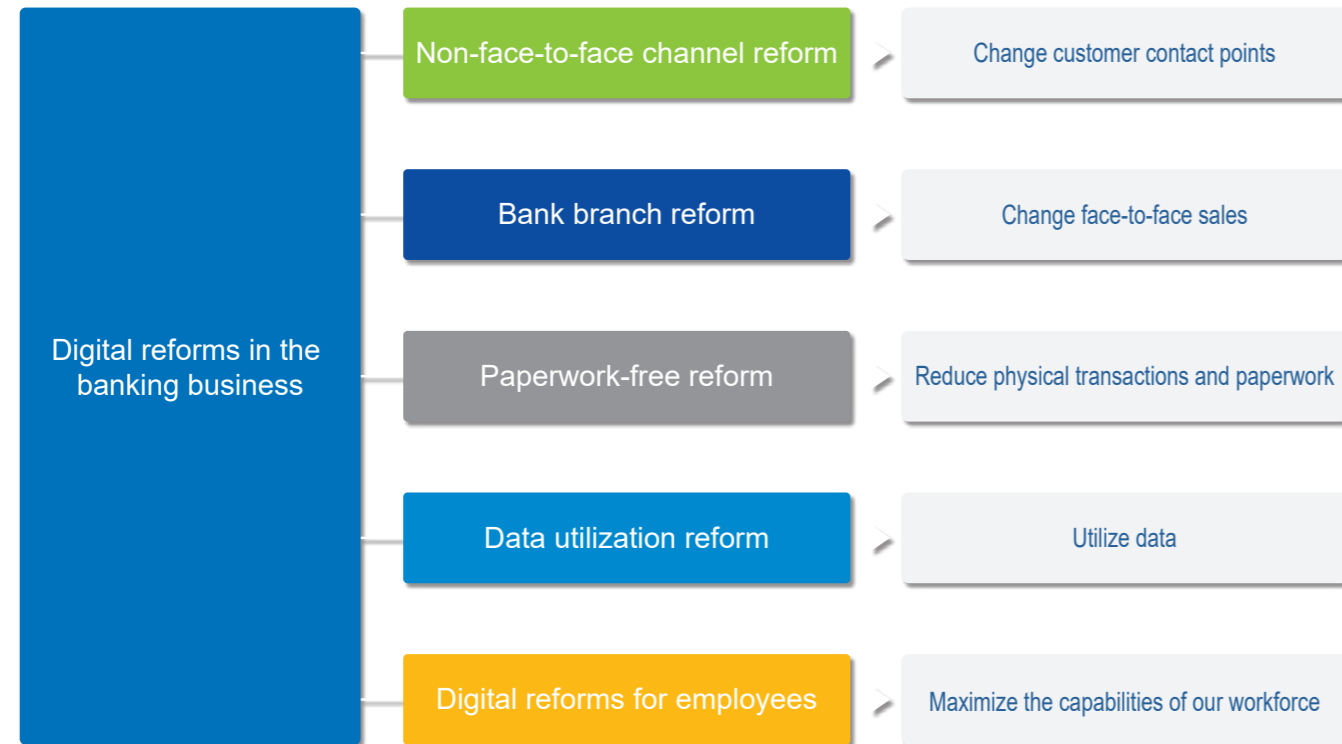 Digital reforms in the
banking business
Non-face-to-face channel reform
Change customer contact points
Bank branch reform
Change face-to-face sales
Paperwork-free reform
Reduce physical transactions and paperwork
Data utilization reform
Utilize data
Digital reforms for employees
Maximize the capabilities of our workforce